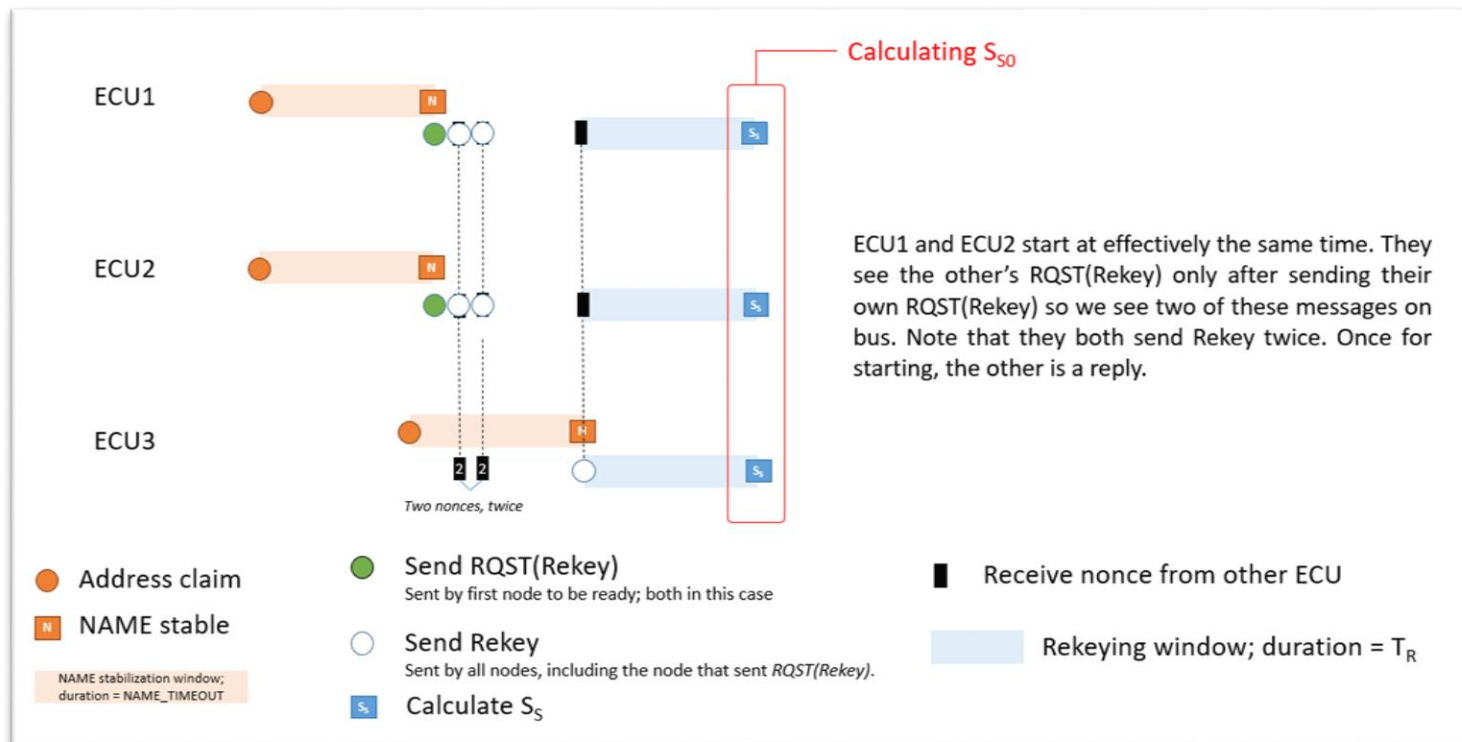 Calculating SS0
ECU1
N
SS
ECU1 and ECU2 start at effectively the same time. They
see the other's RQST(Rekey) only after sending their
own RQST(Rekey) so we see two of these messages on
bus. Note that they both send Rekey twice. Once for
starting, the other is a reply.
ECU2
N
SS
ECU3
N
2 2
SS
Two nonces, twice
Address claim
N NAME stable
NAME stabilization window;
duration = NAME_TIMEOUT
Send RQST(Rekey)
Sent by first node to be ready; both in this case
Send Rekey
Sent by all nodes, including the node that sent RQST(Rekey).
SS Calculate SS
Receive nonce from other ECU
Rekeying window; duration = TR